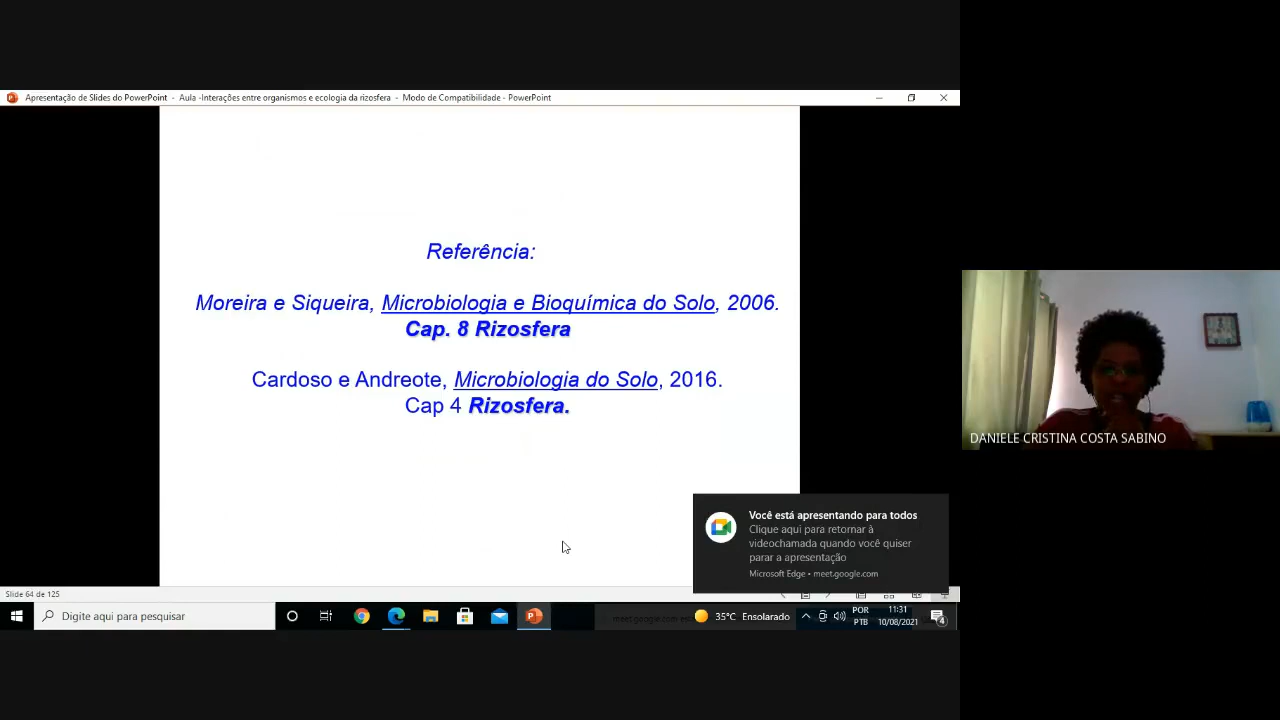 Apresentação de Slides do PowerPoint - Aula -Interações entre organismos e ecologia da rizosfera - Modo de Compatibilidade - PowerPoint
Referência:
Moreira e Siqueira, Microbiologia e Bioquímica do Solo, 2006.
Cap. 8 Rizosfera
Cardoso e Andreote, Microbiologia do Solo, 2016.
Cap 4 Rizosfera.
DANIELE CRISTINA COSTA SABINO
Você está apresentando para todos
Clique aqui para retornar à
videochamada quando você quiser
parar a apresentação
Microsoft Edge • meet.google.com
Slide 64 de 125
Digite aqui para pesquisar
35°C Ensolarado
POR
PTB
11:31
10/08/2021
4